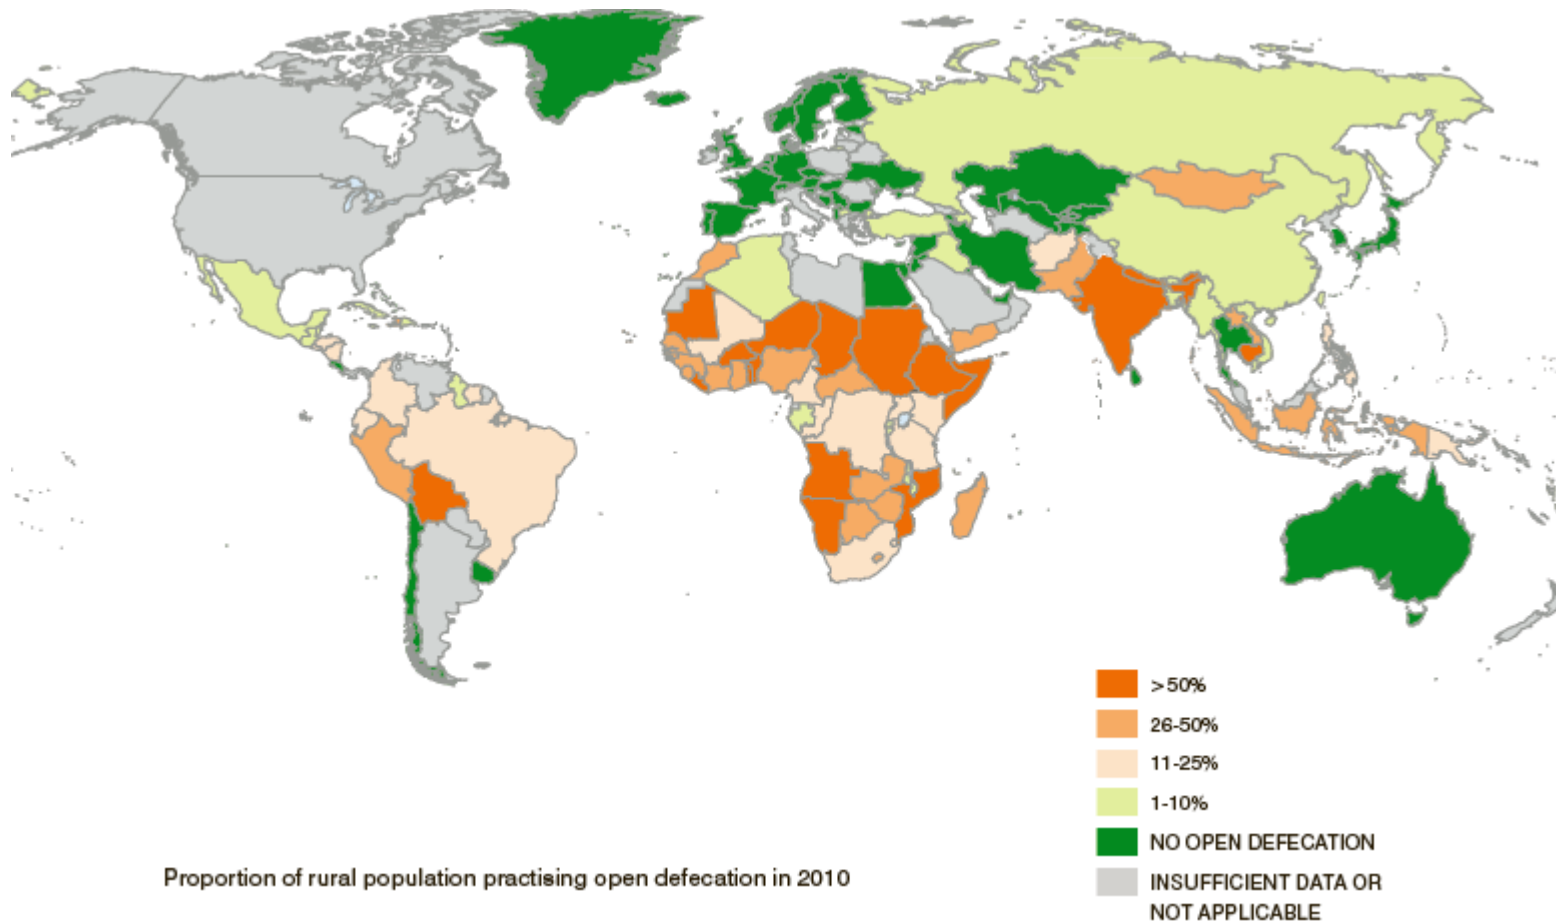 >50%
26-50%
11-25%
1-10%
NO OPEN DEFECATION
INSUFFICIENT DATA OR
NOT APPLICABLE
Proportion of rural population practising open defecation in 2010